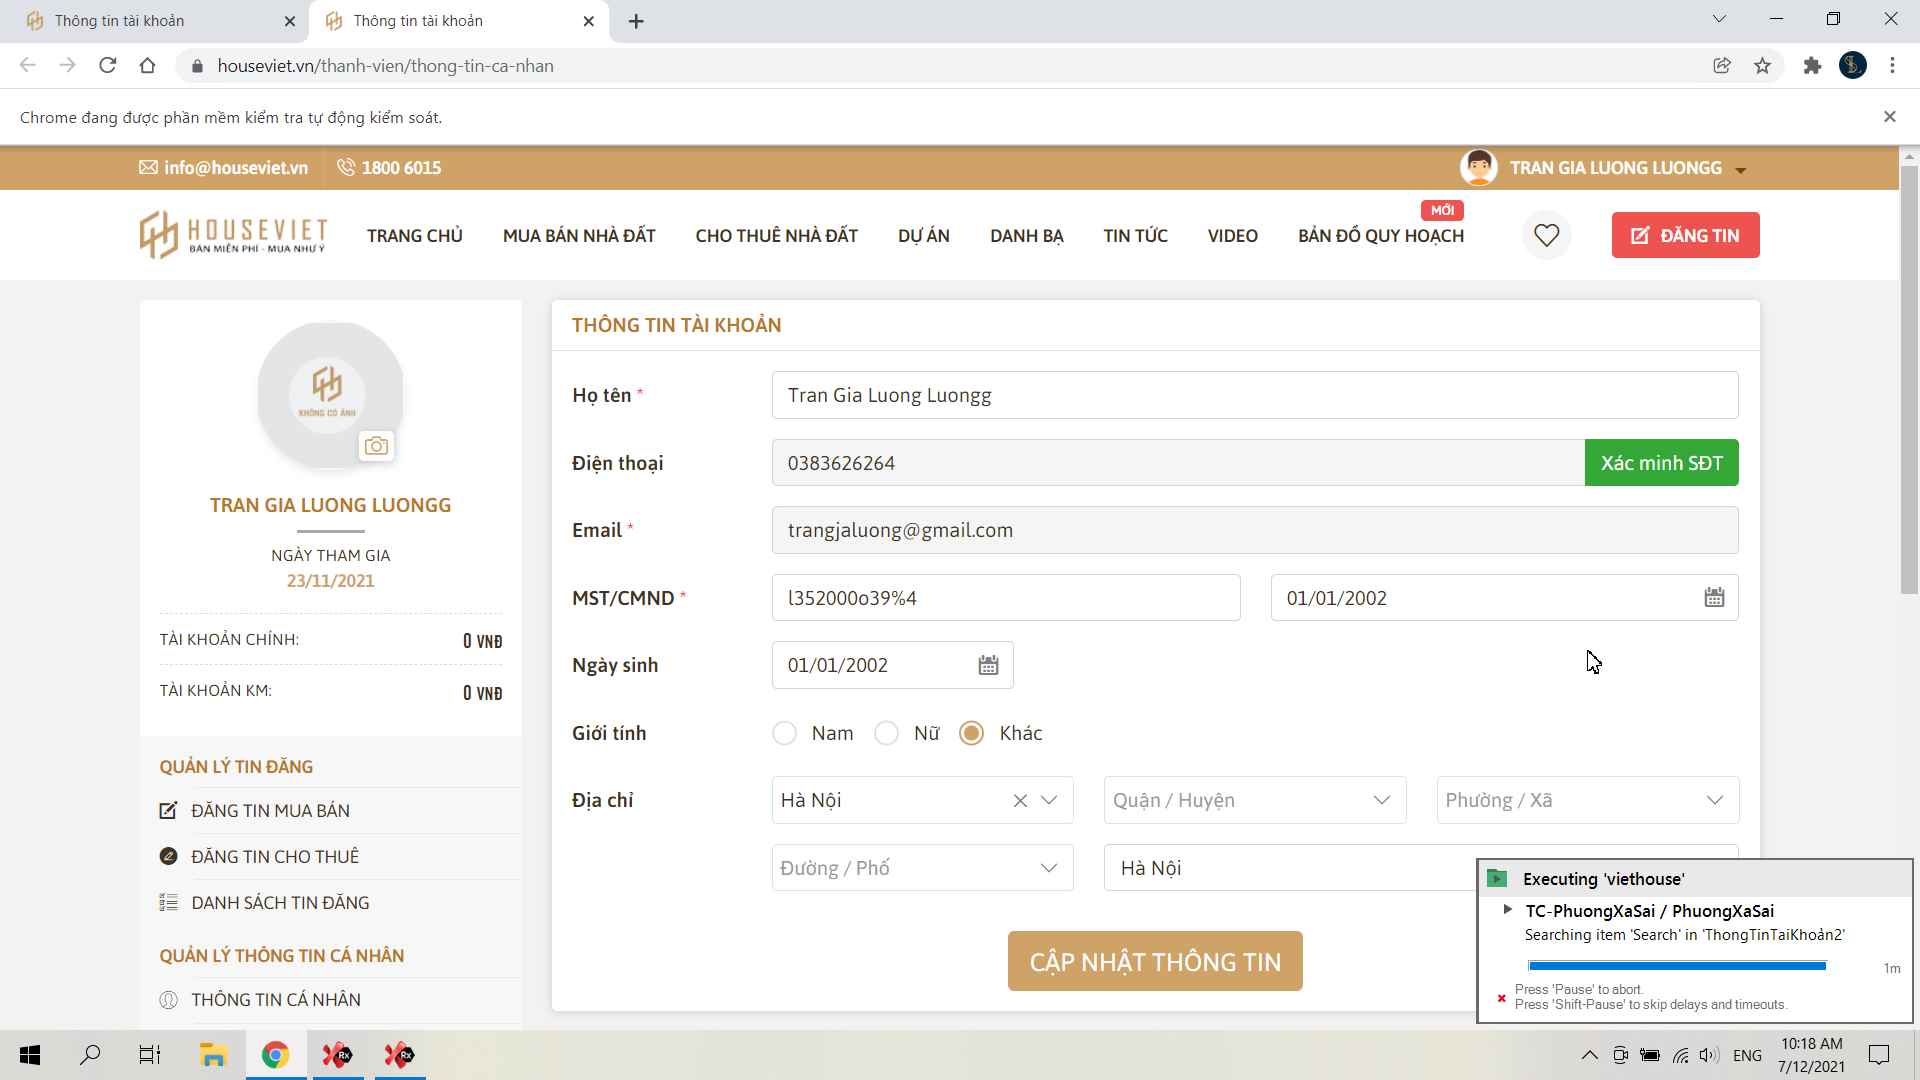 Thông tin tài khoản
Thông tin tài khoản
houseviet.vn/thanh-vien/thong-tin-ca-nhan
Chrome đang được phần mềm kiểm tra tự động kiểm soát.
info@houseviet.vn
1800 6015
TRAN GIA LUONG LUONGG
HOUSEVIET
BÁN MIỄN PHÍ - MUA NHƯ Ý
TRANG CHỦ
MUA BÁN NHÀ ĐẤT
CHO THUÊ NHÀ ĐẤT
DỰ ÁN
DANH BẠ
TIN TỨC
VIDEO
MỚI
BẢN ĐỒ QUY HOẠCH
ĐĂNG TIN
KHÔNG CÓ ẢNH
TRAN GIA LUONG LUONGG
NGÀY THAM GIA
23/11/2021
TÀI KHOẢN CHÍNH: 0 VNĐ
TÀI KHOẢN KM: 0 VNĐ
QUẢN LÝ TIN ĐĂNG
ĐĂNG TIN MUA BÁN
ĐĂNG TIN CHO THUÊ
DANH SÁCH TIN ĐĂNG
QUẢN LÝ THÔNG TIN CÁ NHÂN
THÔNG TIN CÁ NHÂN
THÔNG TIN TÀI KHOẢN
Họ tên * Tran Gia Luong Luongg
Điện thoại 0383626264 Xác minh SĐT
Email * trangjaluong@gmail.com
MST/CMND * l352000o39%4 01/01/2002
Ngày sinh 01/01/2002
Giới tính Nam Nữ Khác
Địa chỉ Hà Nội Quận / Huyện Phường / Xã
Đường / Phố Hà Nội
CẬP NHẬT THÔNG TIN
Executing 'viethouse'
TC-PhuongXaSai / PhuongXaSai
Searching item 'Search' in 'ThongTinTaiKhoản2'
1m
Press 'Pause' to abort.
Press 'Shift-Pause' to skip delays and timeouts.
Rx
Rx
ENG
10:18 AM
7/12/2021